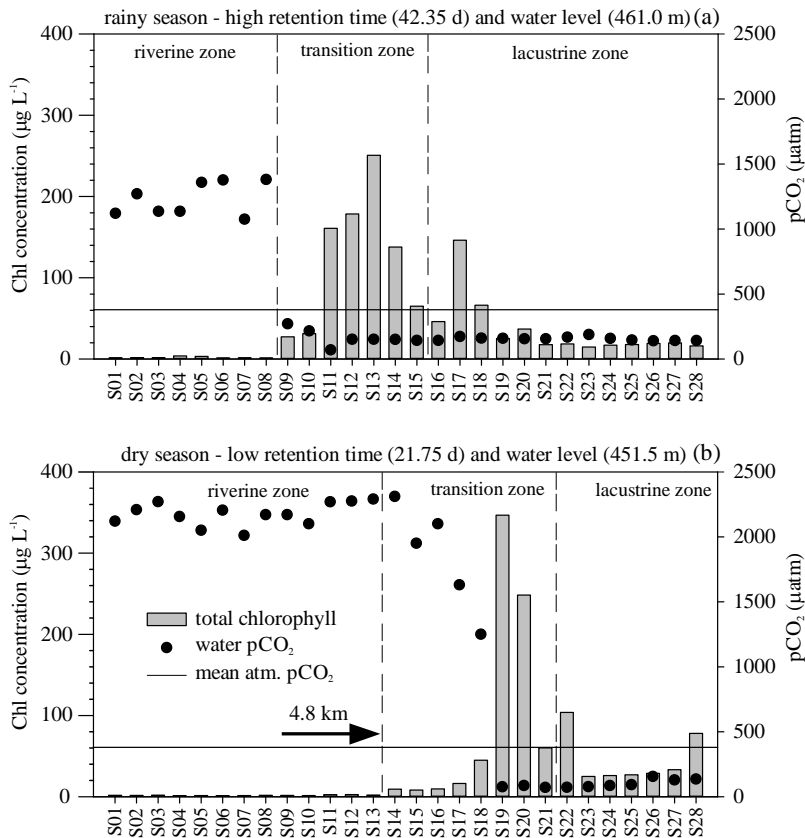 rainy season - high retention time (42.35 d) and water level (461.0 m) (a)
riverine zone transition zone lacustrine zone
400
300
200
100
0
Chl concentration (µg L⁻¹)
2500
2000
1500
1000
500
0
pCO₂ (µatm)
S01 S02 S03 S04 S05 S06 S07 S08 S09 S10 S11 S12 S13 S14 S15 S16 S17 S18 S19 S20 S21 S22 S23 S24 S25 S26 S27 S28
dry season - low retention time (21.75 d) and water level (451.5 m) (b)
riverine zone transition zone lacustrine zone
400
300
200
100
0
Chl concentration (µg L⁻¹)
total chlorophyll
water pCO₂
mean atm. pCO₂
4.8 km
2500
2000
1500
1000
500
0
pCO₂ (µatm)
S01 S02 S03 S04 S05 S06 S07 S08 S09 S10 S11 S12 S13 S14 S15 S16 S17 S18 S19 S20 S21 S22 S23 S24 S25 S26 S27 S28